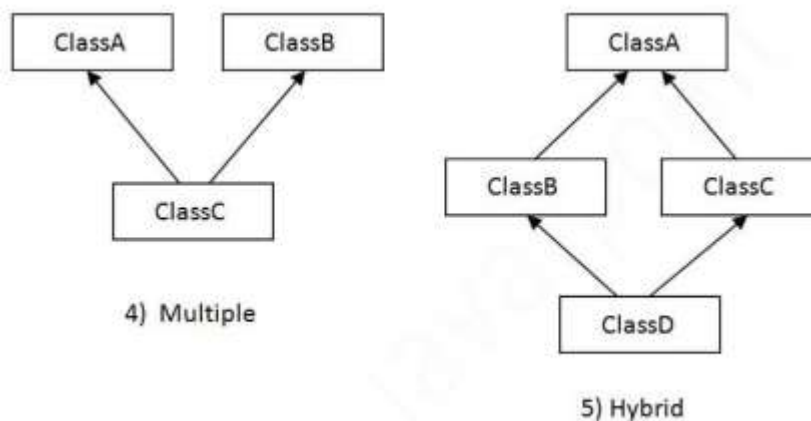 ClassA
ClassB
ClassC
4) Multiple
ClassA
ClassB
ClassC
ClassD
5) Hybrid